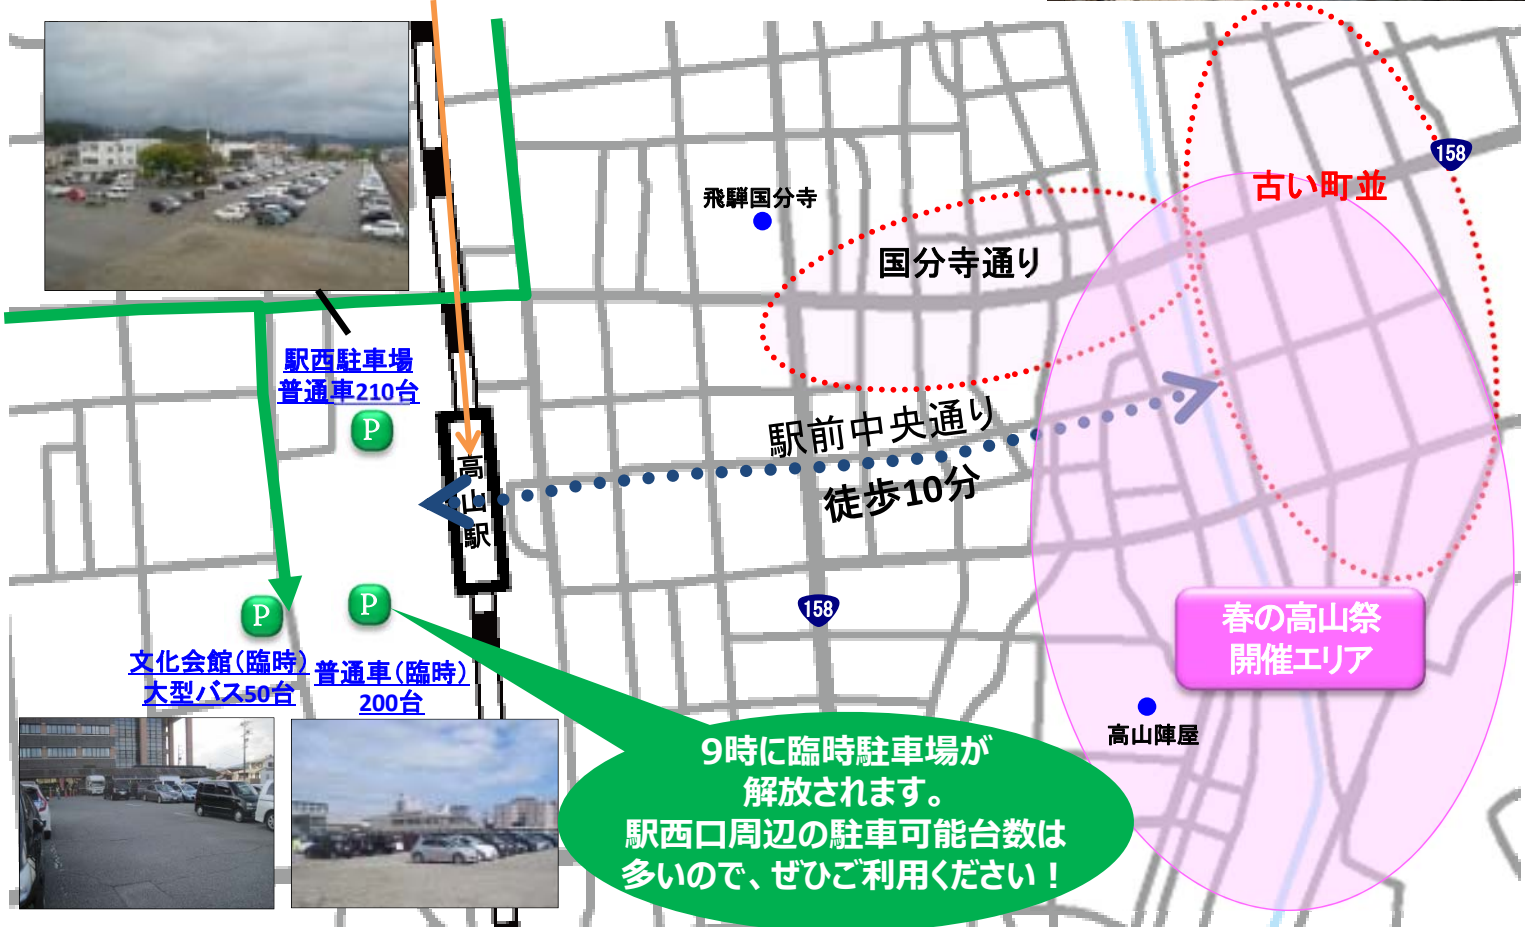 158
古い町並
飛騨国分寺
国分寺通り
駅西駐車場
普通車210台
P
駅前中央通り
徒歩10分
高山駅
P
P
158
文化会館(臨時)
大型バス50台
普通車(臨時)
200台
春の高山祭
開催エリア
高山陣屋
9時に臨時駐車場が
解放されます。
駅西口周辺の駐車可能台数は
多いので、ぜひご利用ください!